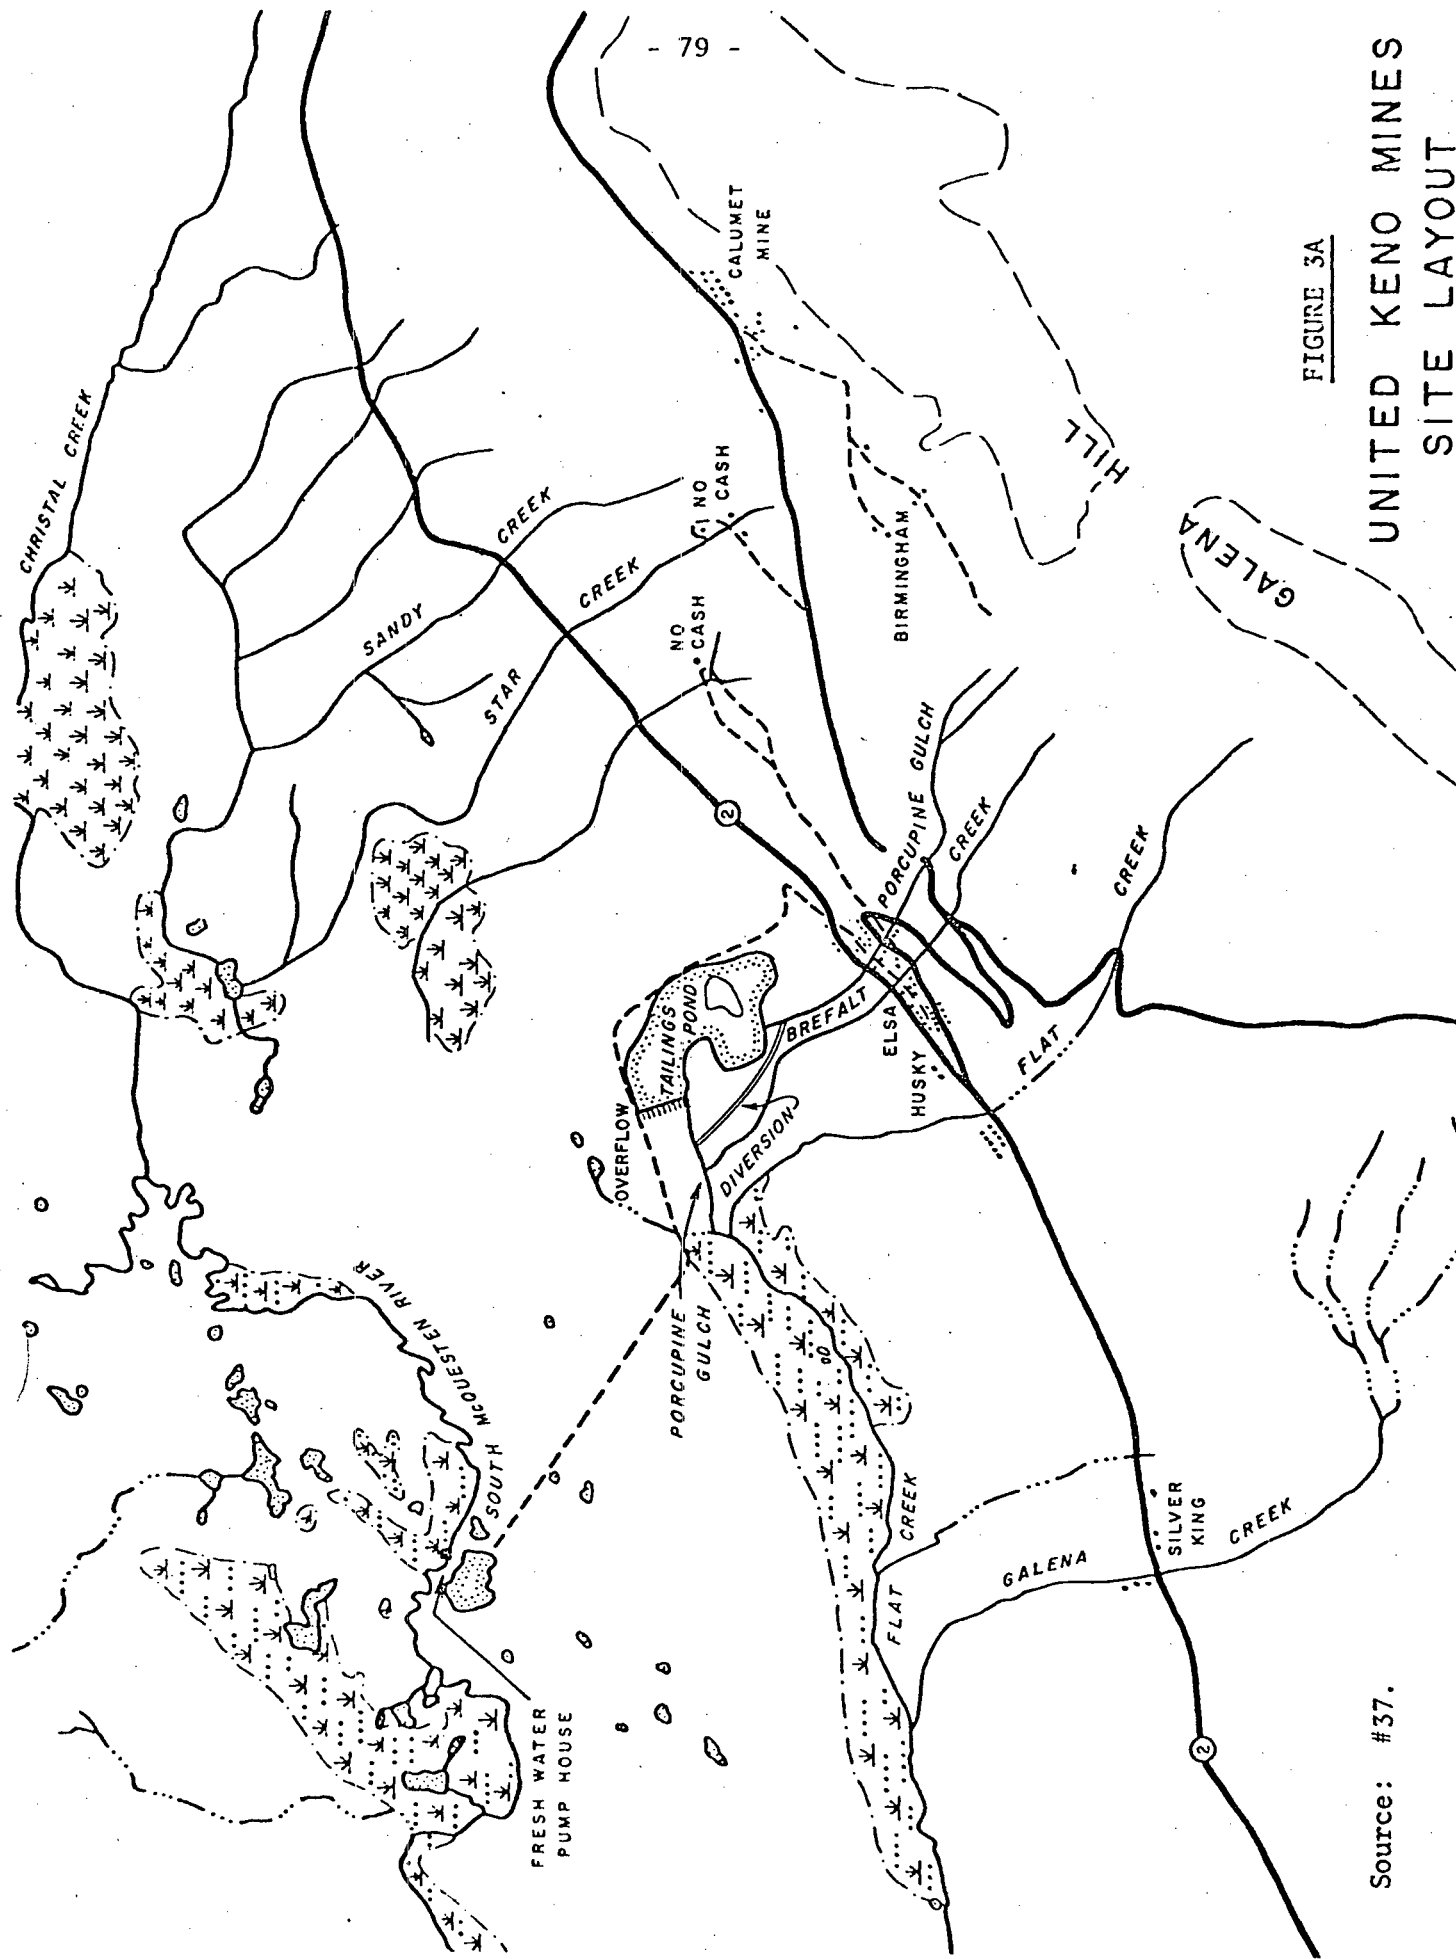 - 79 -
FIGURE 3A
UNITED KENO MINES
SITE LAYOUT
CHRISTAL CREEK
SANDY CREEK
STAR CREEK
NO
CASH
NO
CASH
CALUMET
MINE
BIRMINGHAM
GALENA HILL
PORCUPINE GULCH
CREEK
FLAT CREEK
BREFALT
ELSA
HUSKY
TAILINGS
POND
OVERFLOW
DIVERSION
PORCUPINE
GULCH
SOUTH McQUESTEN RIVER
FRESH WATER
PUMP HOUSE
FLAT CREEK
GALENA CREEK
SILVER
KING
2
2
Source: #37.